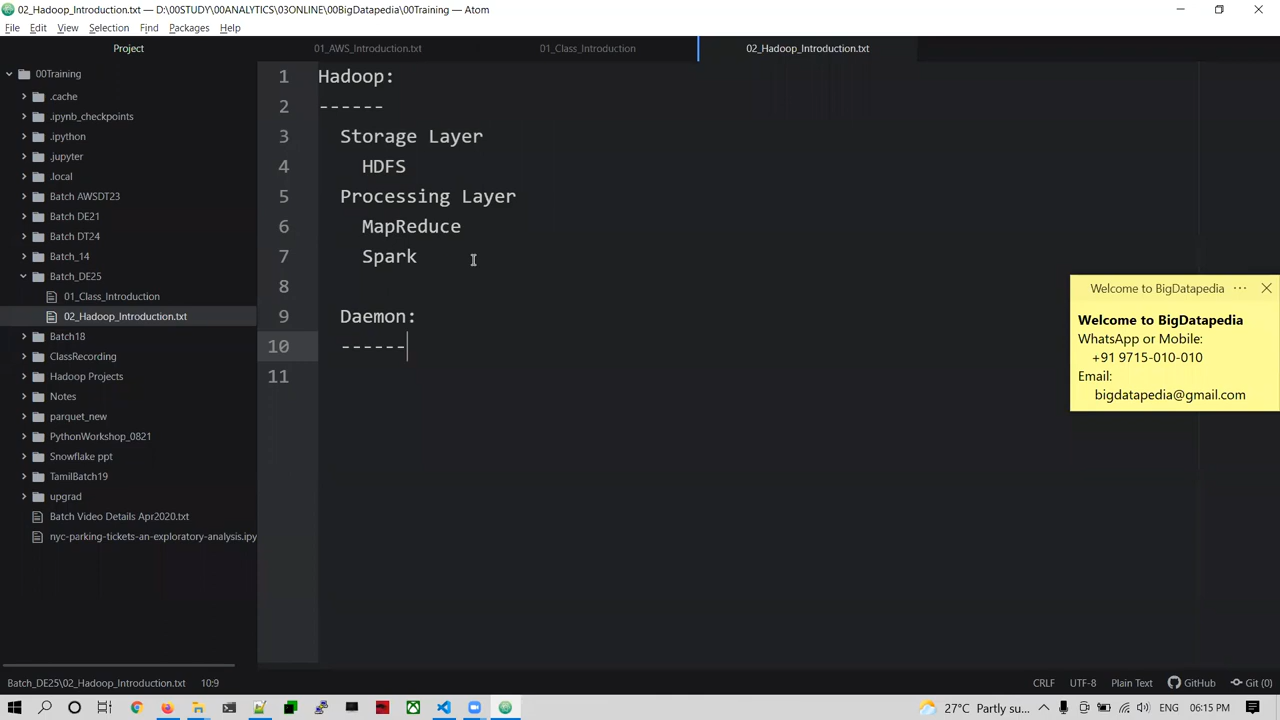 02_Hadoop_Introduction.txt — D:\00STUDY\00ANALYTICS\03ONLINE\00BigDatapedia\00Training — Atom
File Edit View Selection Find Packages Help
Project
01_AWS_Introduction.txt
01_Class_Introduction
02_Hadoop_Introduction.txt
00Training
.cache
.ipynb_checkpoints
.ipython
.jupyter
.local
Batch AWSDT23
Batch DE21
Batch DT24
Batch_14
Batch_DE25
01_Class_Introduction
02_Hadoop_Introduction.txt
Batch18
ClassRecording
Hadoop Projects
Notes
parquet_new
PythonWorkshop_0821
Snowflake ppt
TamilBatch19
upgrad
Batch Video Details Apr2020.txt
nyc-parking-tickets-an-exploratory-analysis.ipy
1 Hadoop:
2 ------
3 Storage Layer
4 HDFS
5 Processing Layer
6 MapReduce
7 Spark
8
9 Daemon:
10 ------
11
Welcome to BigDatapedia ···
Welcome to BigDatapedia
WhatsApp or Mobile:
+91 9715-010-010
Email:
bigdatapedia@gmail.com
Batch_DE25\02_Hadoop_Introduction.txt 10:9
CRLF UTF-8 Plain Text GitHub Git (0)
27°C Partly su... ENG 06:15 PM